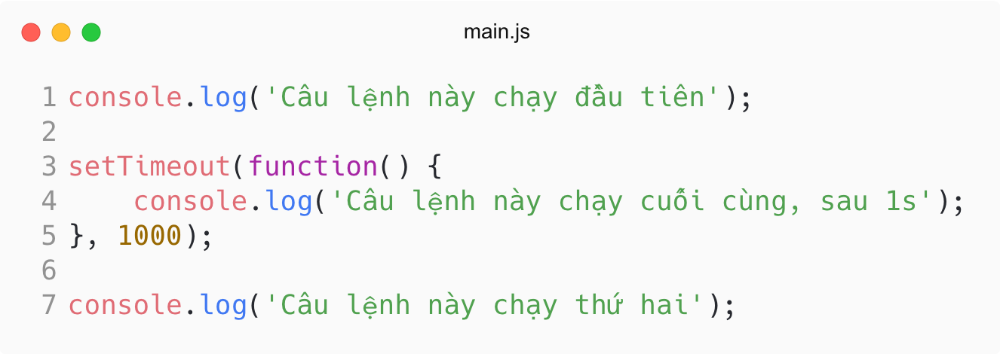 main.js
1 console.log('Câu lệnh này chạy đầu tiên');
2
3 setTimeout(function() {
4     console.log('Câu lệnh này chạy cuối cùng, sau 1s');
5 }, 1000);
6
7 console.log('Câu lệnh này chạy thứ hai');